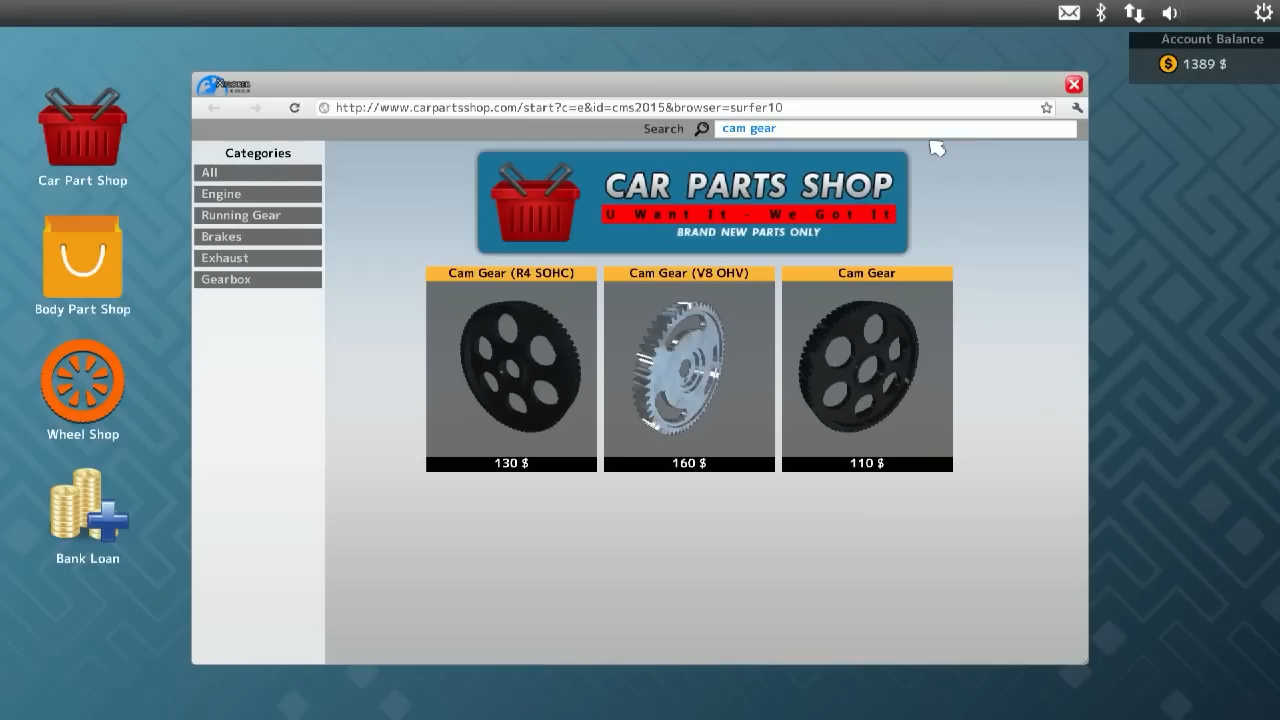 Account Balance
1389 $
XPLORER
http://www.carpartsshop.com/start?c=e&id=cms2015&browser=surfer10
Search
cam gear
Categories
All
Engine
Running Gear
Brakes
Exhaust
Gearbox
CAR PARTS SHOP
U Want It - We Got It
BRAND NEW PARTS ONLY
Cam Gear (R4 SOHC)
130 $
Cam Gear (V8 OHV)
160 $
Cam Gear
110 $
Car Part Shop
Body Part Shop
Wheel Shop
Bank Loan